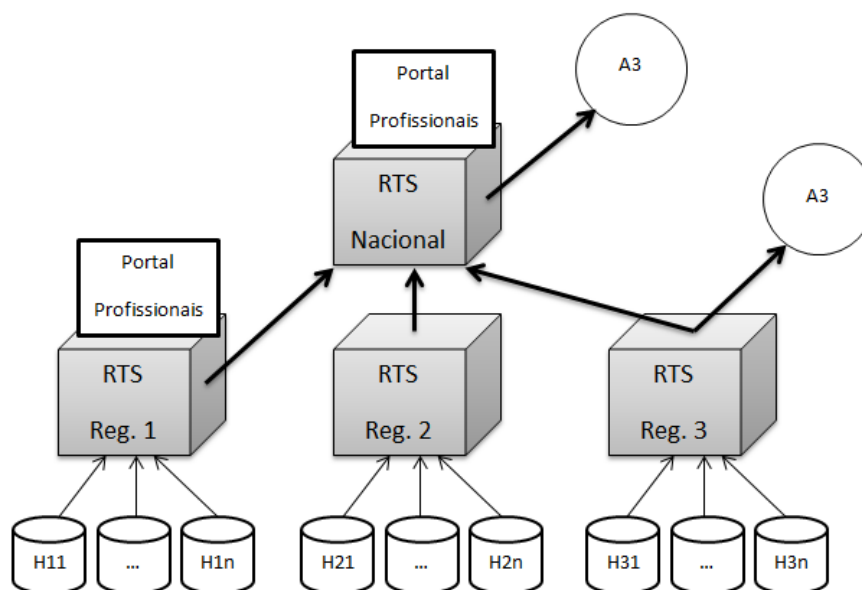 Portal
Profissionais
A3
RTS
Nacional
A3
Portal
Profissionais
RTS
Reg. 1
RTS
Reg. 2
RTS
Reg. 3
H11
...
H1n
H21
...
H2n
H31
...
H3n